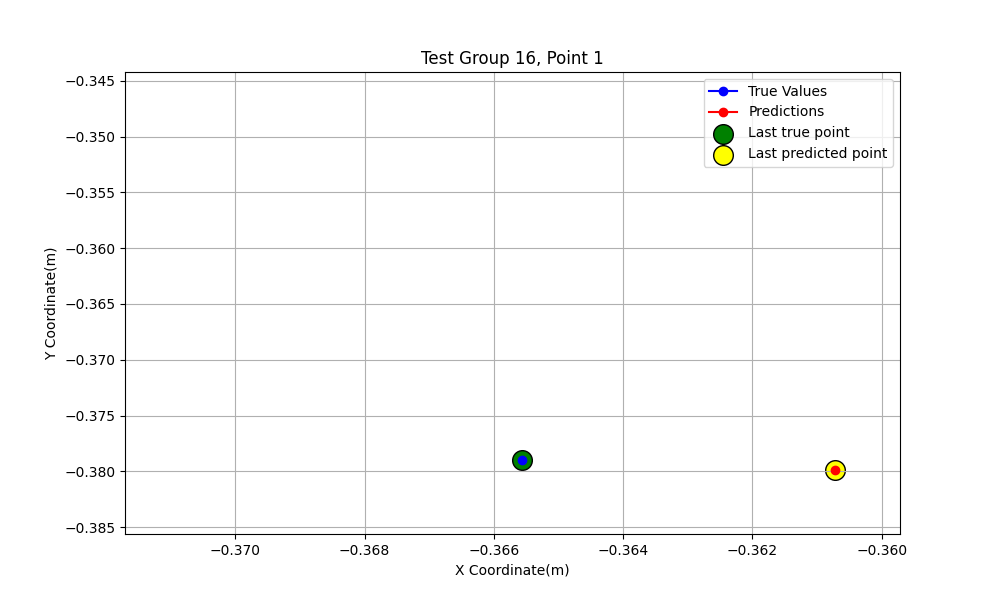 Test Group 16, Point 1
True Values
Predictions
Last true point
Last predicted point
Y Coordinate(m)
−0.345
−0.350
−0.355
−0.360
−0.365
−0.370
−0.375
−0.380
−0.385
−0.370 −0.368 −0.366 −0.364 −0.362 −0.360
X Coordinate(m)